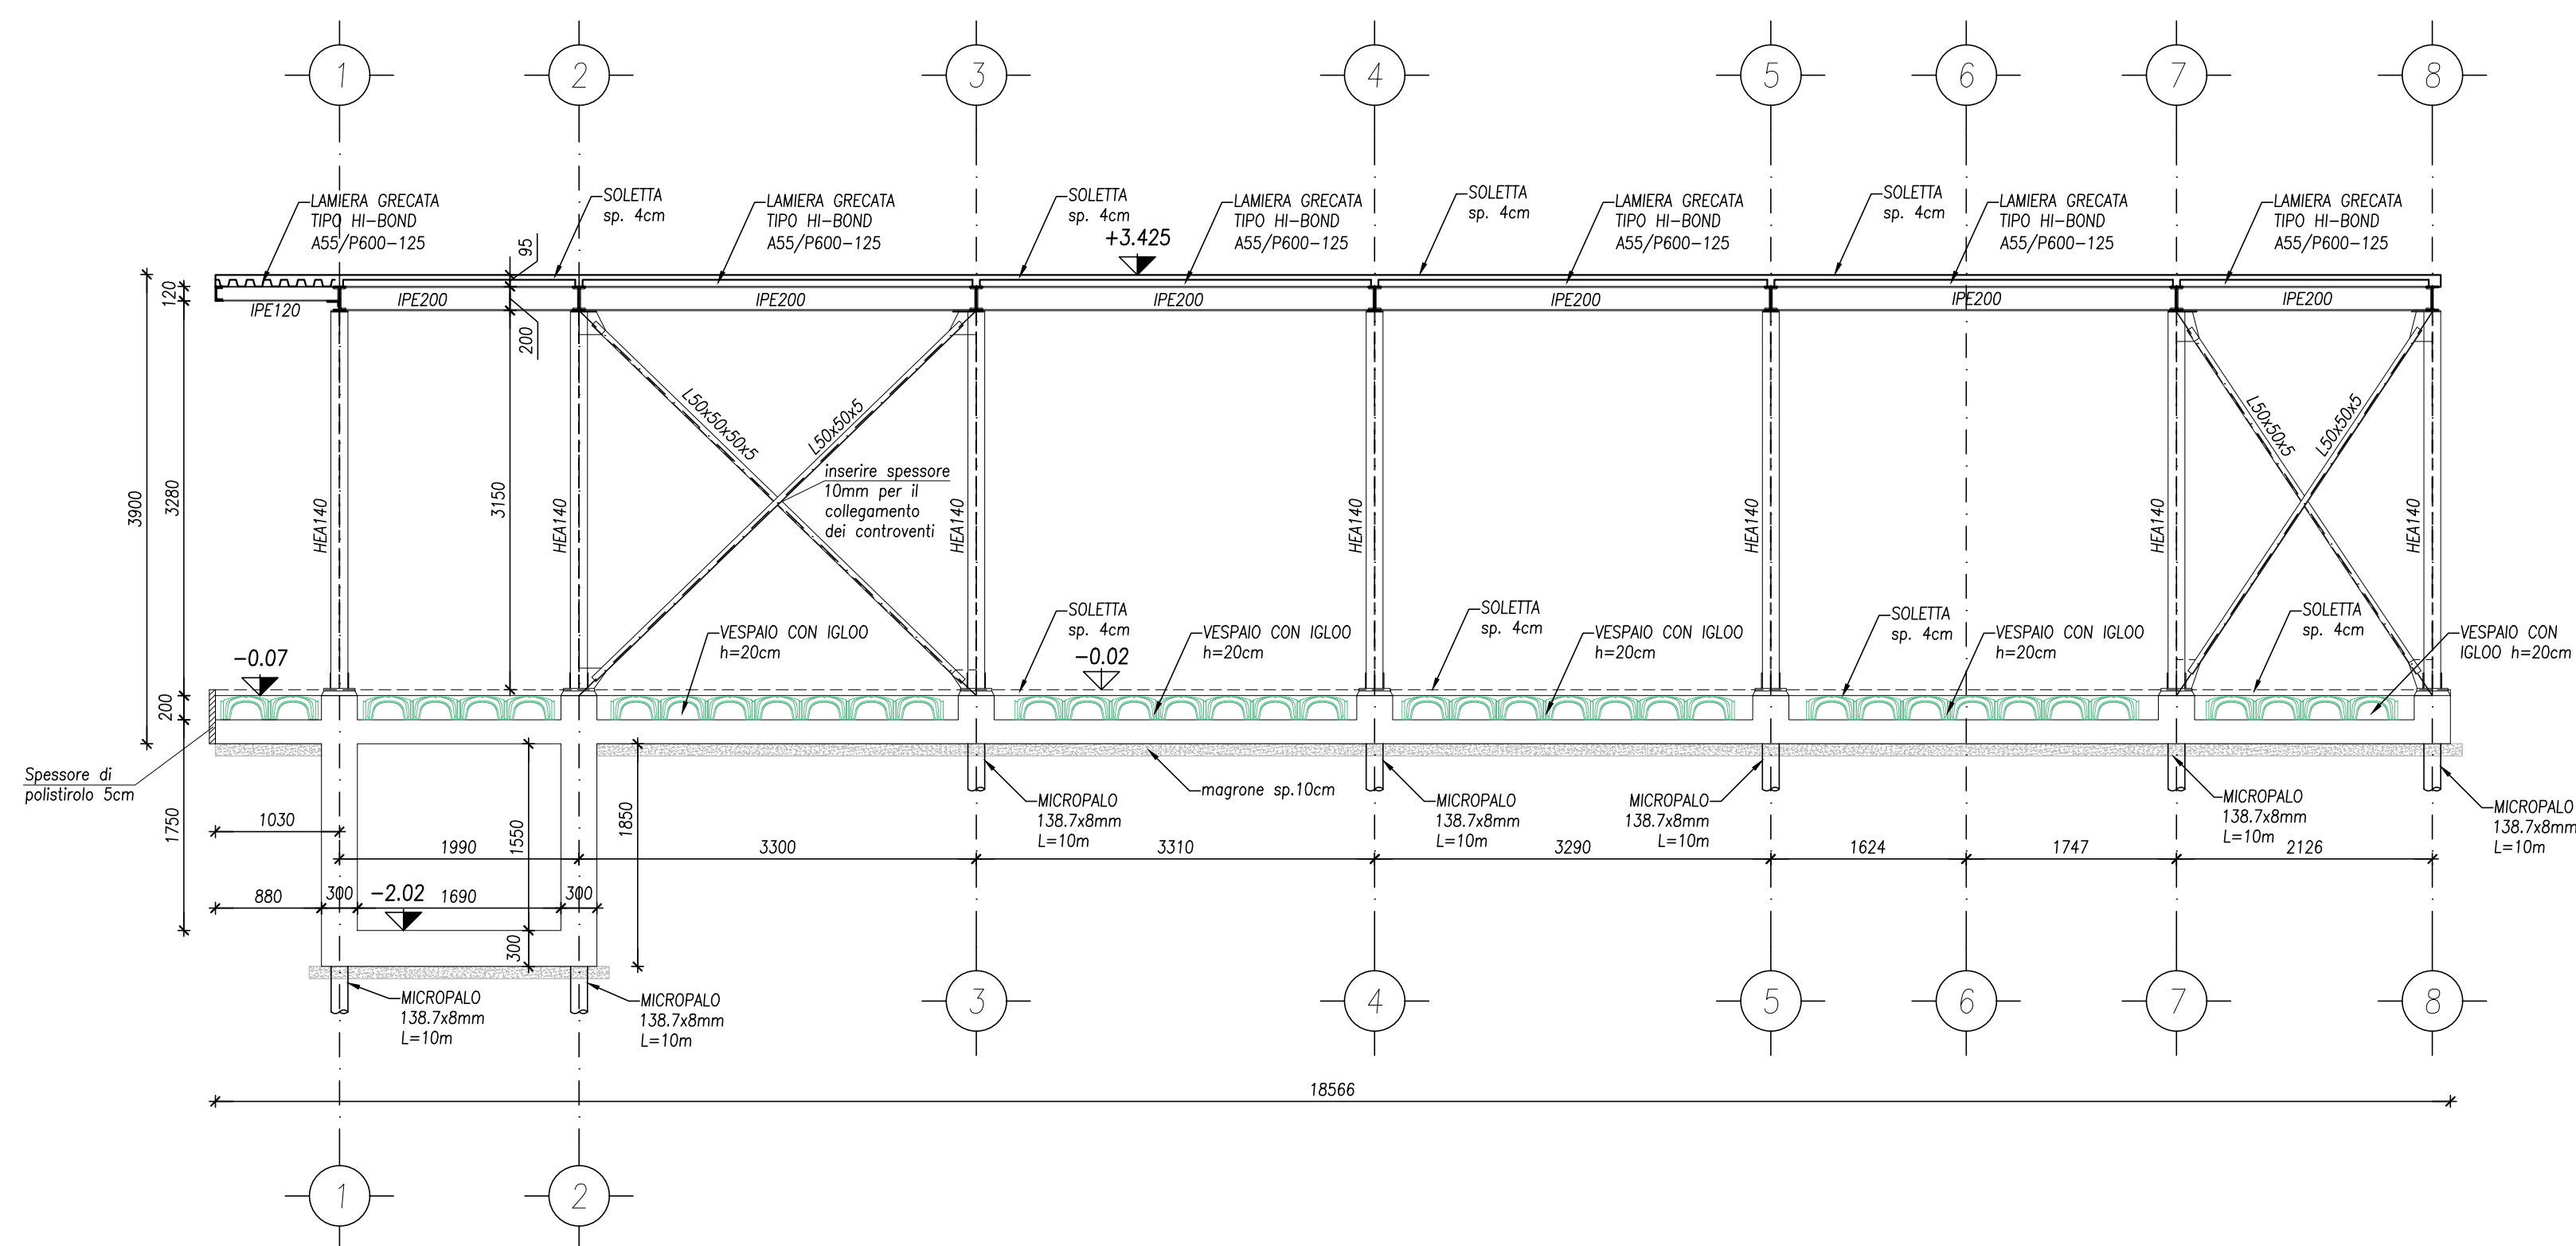 1
2
3
4
5
6
7
8
LAMIERA GRECATA
TIPO HI-BOND
A55/P600-125
SOLETTA
sp. 4cm
LAMIERA GRECATA
TIPO HI-BOND
A55/P600-125
SOLETTA
sp. 4cm
LAMIERA GRECATA
TIPO HI-BOND
A55/P600-125
SOLETTA
sp. 4cm
LAMIERA GRECATA
TIPO HI-BOND
A55/P600-125
SOLETTA
sp. 4cm
LAMIERA GRECATA
TIPO HI-BOND
A55/P600-125
LAMIERA GRECATA
TIPO HI-BOND
A55/P600-125
95
+3.425
120
IPE120
IPE200
IPE200
IPE200
IPE200
IPE200
IPE200
200
3900
3280
3150
HEA140
HEA140
HEA140
HEA140
HEA140
HEA140
HEA140
L50x50x50x5
L50x50x5
L50x50x5
L50x50x5
inserire spessore
10mm per il
collegamento
dei controventi
-0.07
VESPAIO CON IGLOO
h=20cm
SOLETTA
sp. 4cm
-0.02
VESPAIO CON IGLOO
h=20cm
SOLETTA
sp. 4cm
VESPAIO CON IGLOO
h=20cm
SOLETTA
sp. 4cm
VESPAIO CON IGLOO
h=20cm
SOLETTA
sp. 4cm
VESPAIO CON
IGLOO h=20cm
200
Spessore di
polistirolo 5cm
1750
1550
1850
300
magrone sp.10cm
MICROPALO
138.7x8mm
L=10m
MICROPALO
138.7x8mm
L=10m
MICROPALO
138.7x8mm
L=10m
MICROPALO
138.7x8mm
L=10m
MICROPALO
138.7x8mm
L=10m
1030
1990
3300
3310
3290
1624
1747
2126
880
300
-2.02
1690
300
MICROPALO
138.7x8mm
L=10m
MICROPALO
138.7x8mm
L=10m
3
4
5
6
7
8
18566
1
2